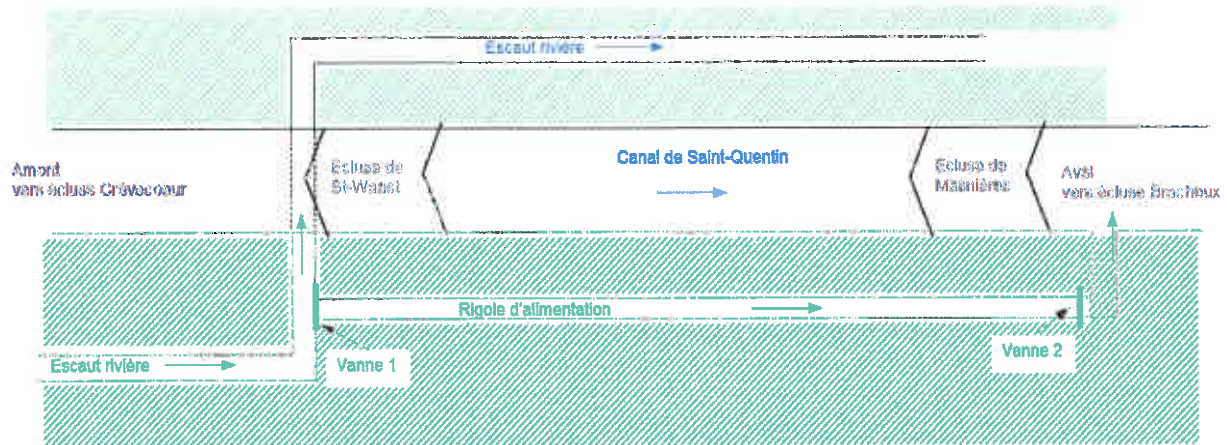 Escaut rivière
Canal de Saint-Quentin
Amont
vers écluse Crèvecoeur
Ecluse de
St-Waast
Ecluse de
Masnières
Aval
vers écluse Bracheux
Rigole d'alimentation
Escaut rivière
Vanne 1
Vanne 2